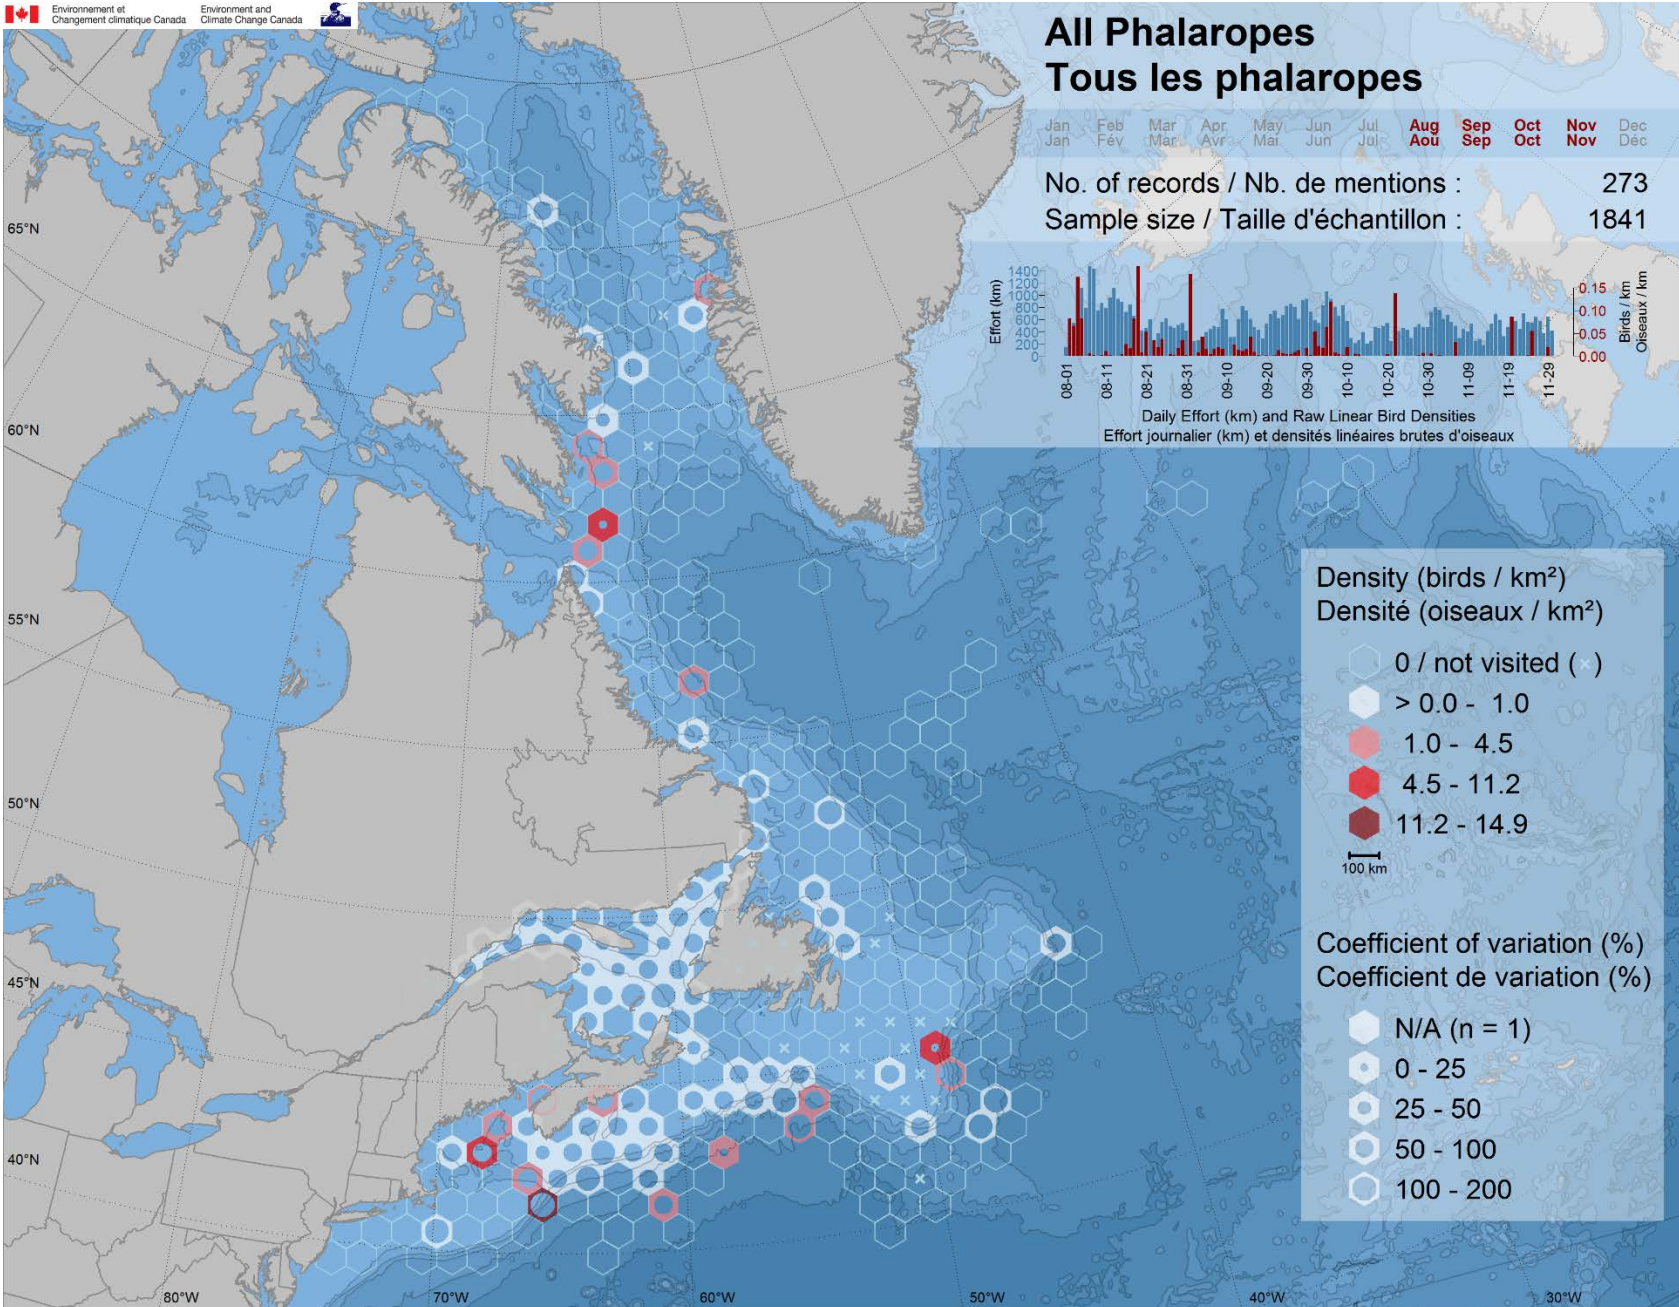 Environnement et
Changement climatique Canada
Environment and
Climate Change Canada
All Phalaropes
Tous les phalaropes
Jan Feb Mar Apr May Jun Jul Aug Sep Oct Nov Dec
Jan Fév Mar Avr Mai Jun Jul Aou Sep Oct Nov Déc
No. of records / Nb. de mentions : 273
Sample size / Taille d'échantillon : 1841
Effort (km)
1400
1000
800
600
400
200
0
0.15
0.10
0.05
0.00
Birds / km
Oiseaux / km
08-01 08-11 08-21 08-31 09-10 09-20 09-30 10-10 10-20 10-30 11-09 11-19 11-29
Daily Effort (km) and Raw Linear Bird Densities
Effort journalier (km) et densités linéaires brutes d'oiseaux
65°N
60°N
55°N
50°N
45°N
40°N
Density (birds / km²)
Densité (oiseaux / km²)
0 / not visited ( × )
> 0.0 - 1.0
1.0 - 4.5
4.5 - 11.2
11.2 - 14.9
100 km
Coefficient of variation (%)
Coefficient de variation (%)
N/A (n = 1)
0 - 25
25 - 50
50 - 100
100 - 200
80°W 70°W 60°W 50°W 40°W 30°W